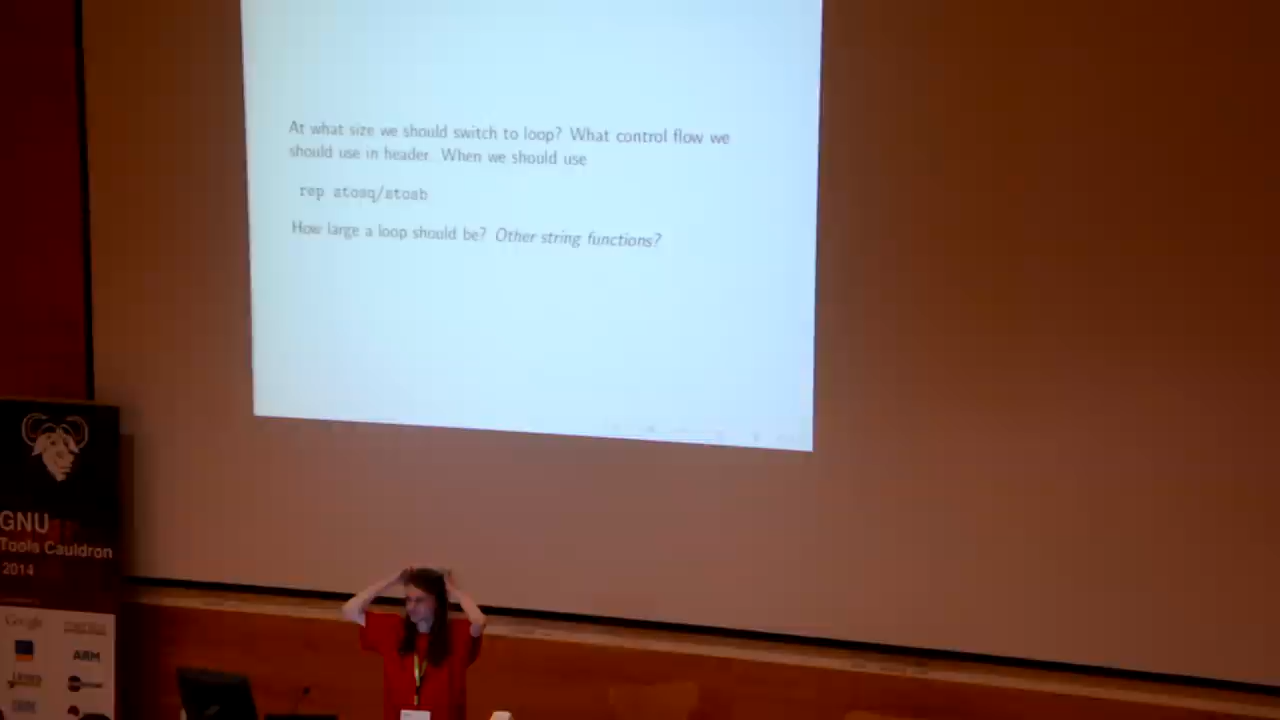 At what size we should switch to loop? What control flow we
should use in header. When we should use
rep stosq/stosb
How large a loop should be? Other string functions?
GNU
Tools Cauldron
2014
Google
ARM